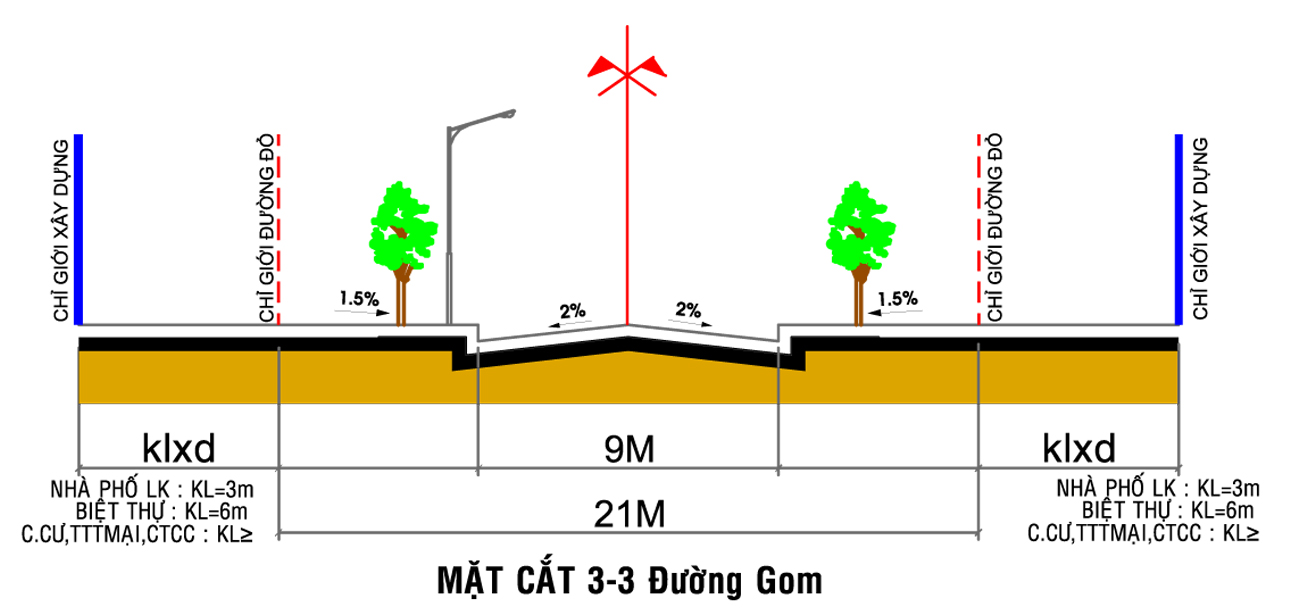 CHỈ GIỚI XÂY DỰNG
CHỈ GIỚI ĐƯỜNG ĐỎ
CHỈ GIỚI ĐƯỜNG ĐỎ
CHỈ GIỚI XÂY DỰNG
1.5%
2%
2%
1.5%
klxd
9M
klxd
NHÀ PHỐ LK : KL=3m
BIỆT THỰ : KL=6m
C.CƯ,TTTMẠI,CTCC : KL≥
21M
NHÀ PHỐ LK : KL=3m
BIỆT THỰ : KL=6m
C.CƯ,TTTMẠI,CTCC : KL≥
MẶT CẮT 3-3 Đường Gom